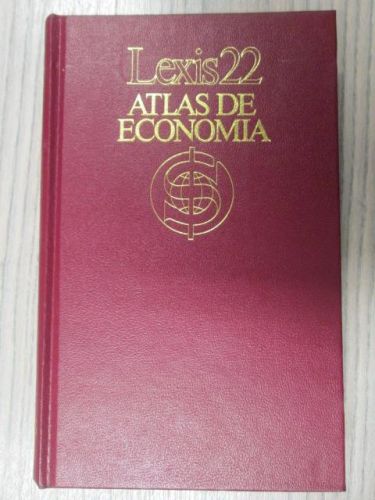 Lexis22
ATLAS DE
ECONOMIA